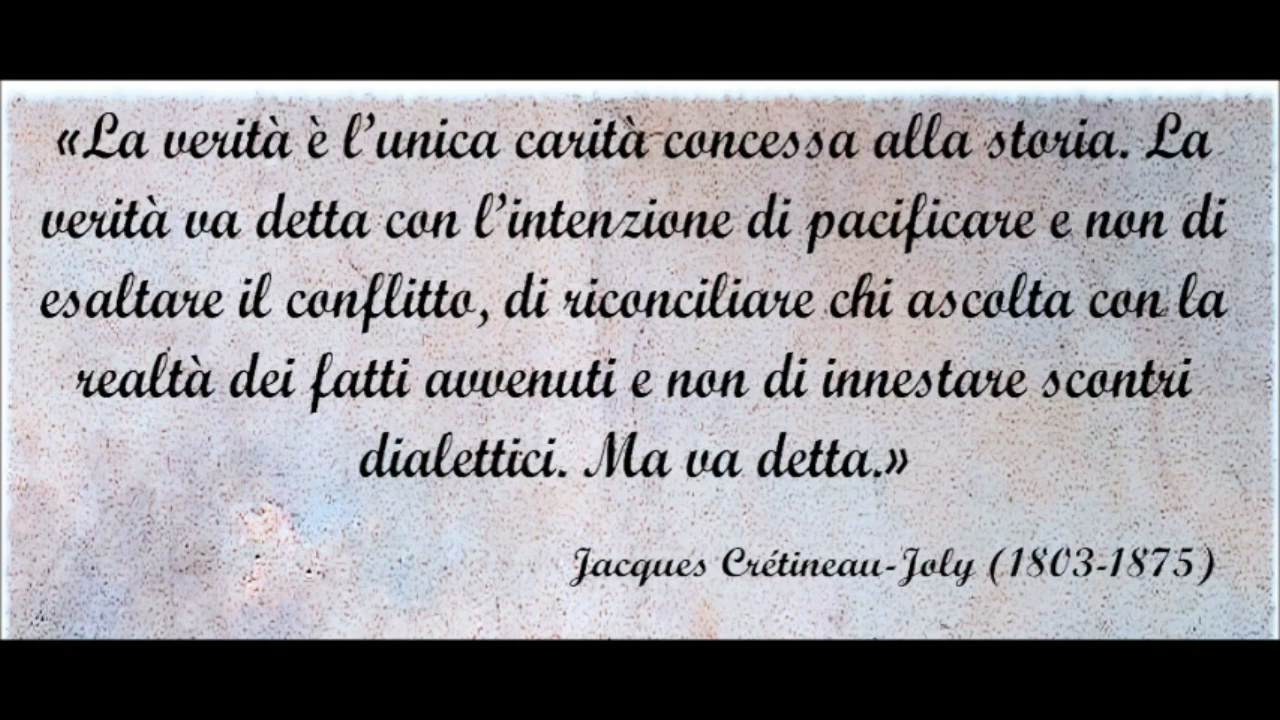 «La verità è l’unica carità concessa alla storia. La
verità va detta con l’intenzione di pacificare e non di
esaltare il conflitto, di riconciliare chi ascolta con la
realtà dei fatti avvenuti e non di innestare scontri
dialettici. Ma va detta.»
Jacques Crétineau-Joly (1803-1875)